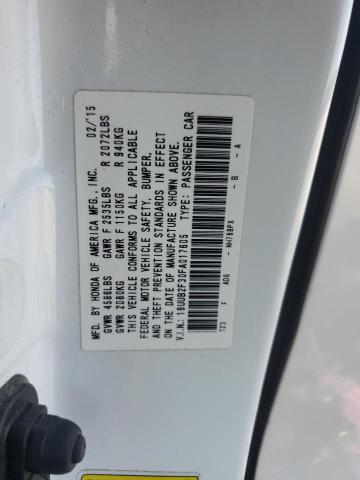 MFD. BY HONDA OF AMERICA MFG., INC. 02/'15
GVWR 4586LBS GAWR F 2535LBS R 2072LBS
GVWR 2080KG GAWR F 1150KG R 940KG
THIS VEHICLE CONFORMS TO ALL APPLICABLE
FEDERAL MOTOR VEHICLE SAFETY, BUMPER,
AND THEFT PREVENTION STANDARDS IN EFFECT
ON THE DATE OF MANUFACTURE SHOWN ABOVE.
V.I.N.: 19UUB2F30FA017605 TYPE: PASSENGER CAR
T23 F AD6 - NH788PX - B - A